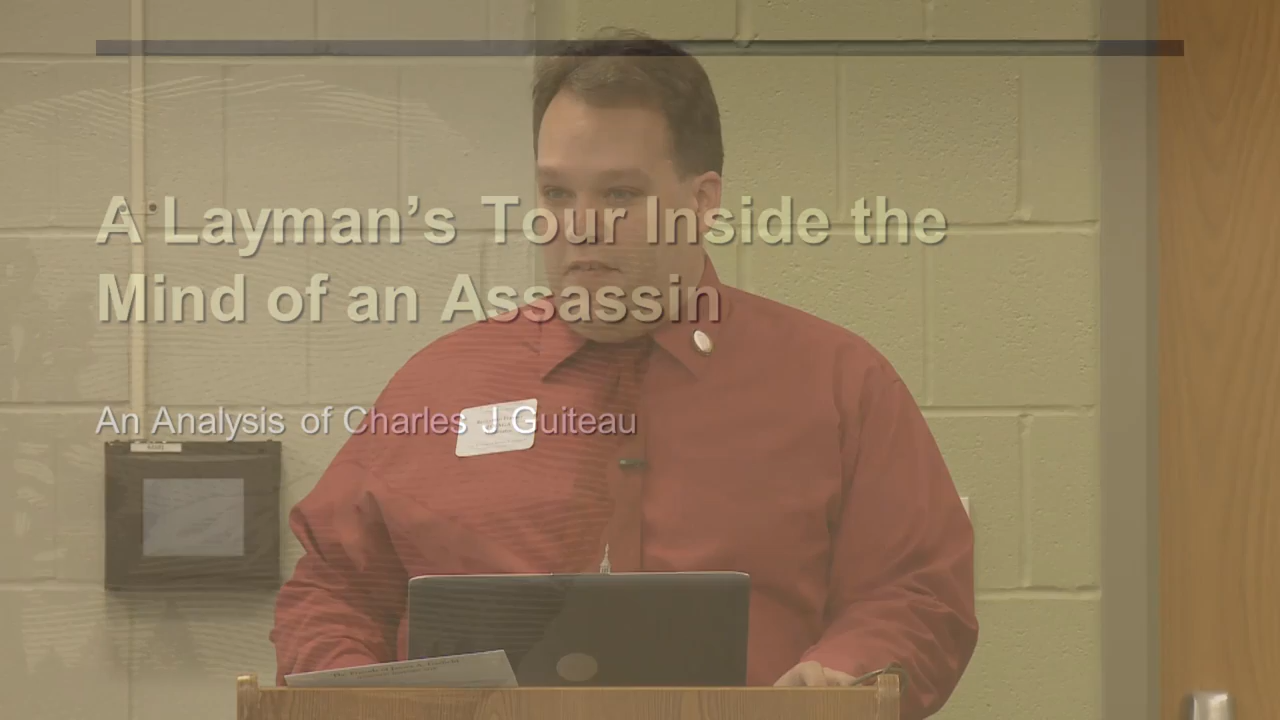 A Layman’s Tour Inside the
Mind of an Assassin
An Analysis of Charles J Guiteau